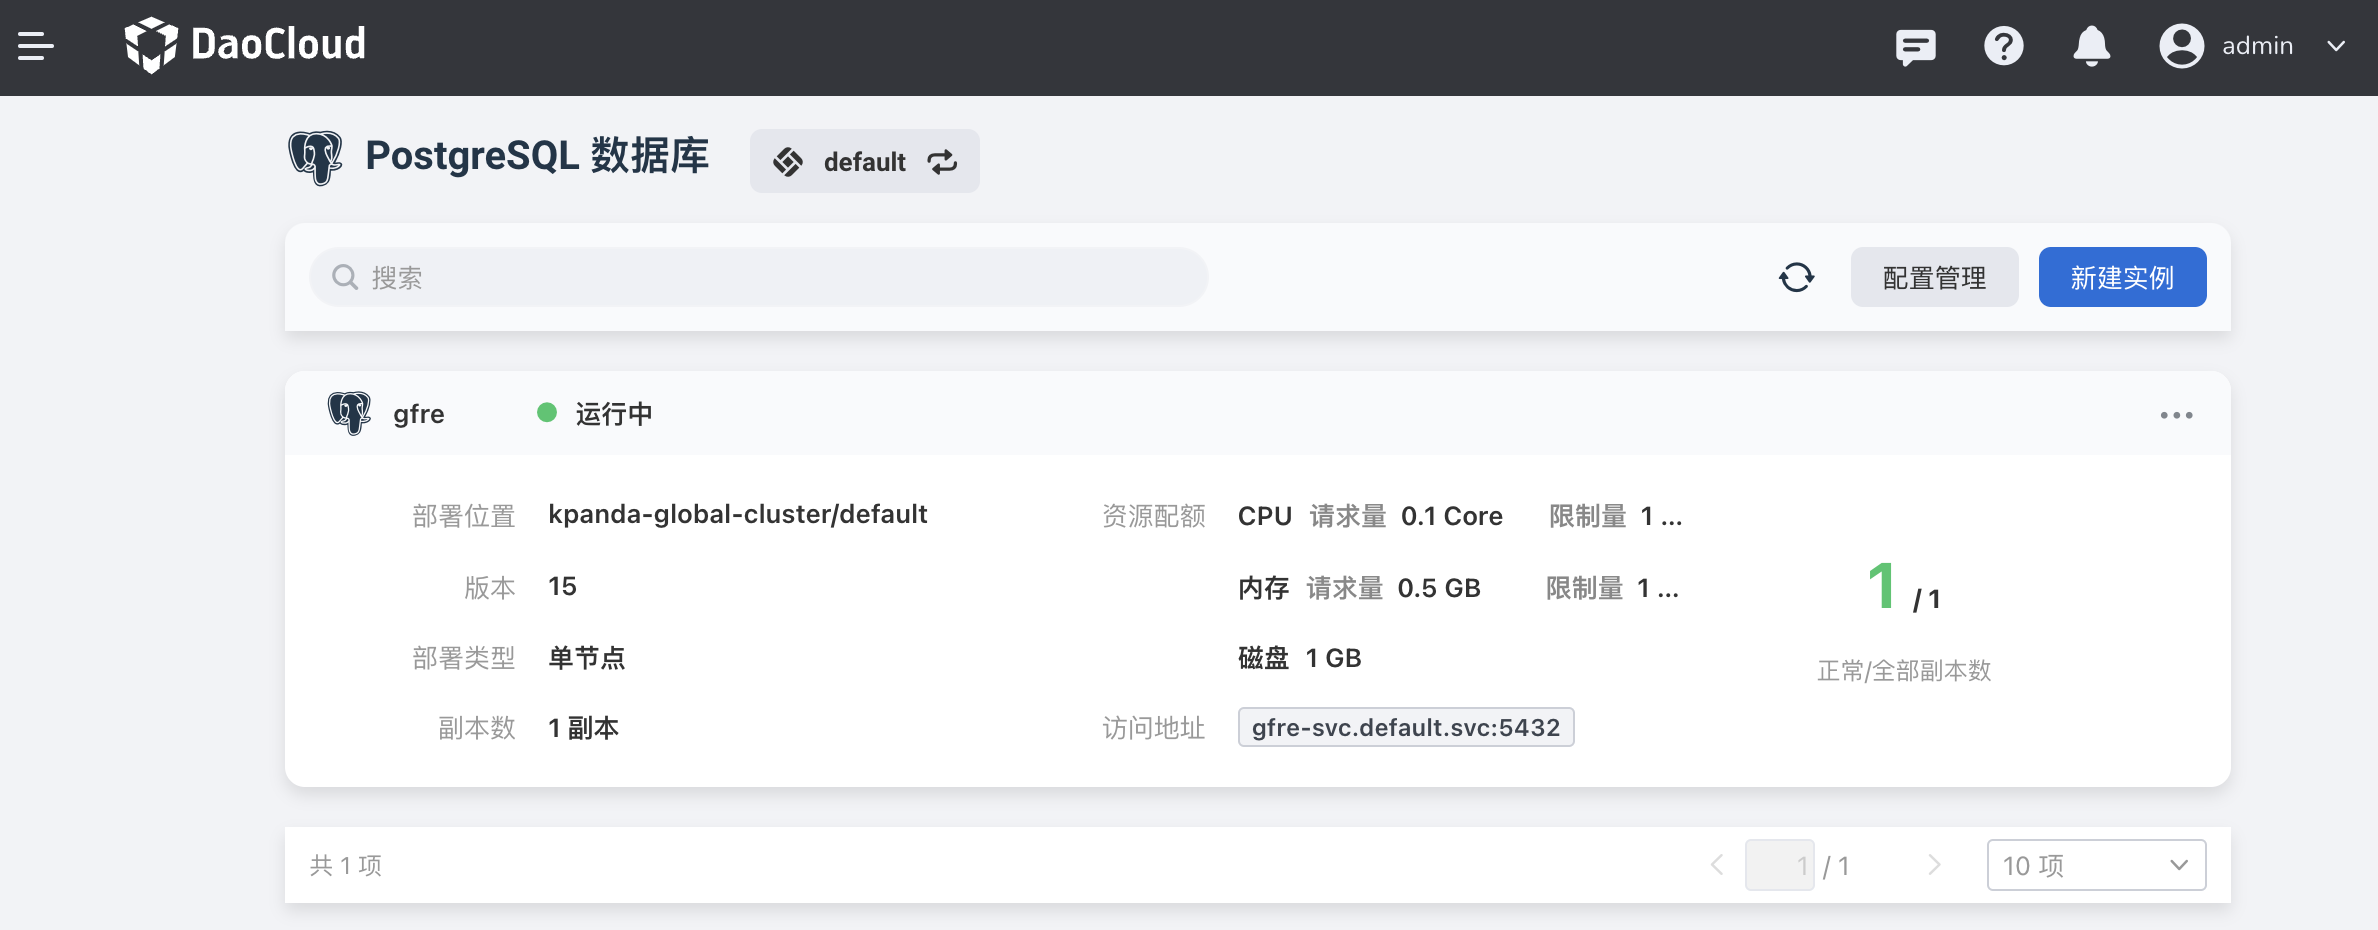 DaoCloud
admin
PostgreSQL 数据库
default
搜索
配置管理
新建实例
gfre
运行中
部署位置 kpanda-global-cluster/default
资源配额 CPU 请求量 0.1 Core 限制量 1 ...
版本 15
内存 请求量 0.5 GB 限制量 1 ...
1 / 1
部署类型 单节点
磁盘 1 GB
正常/全部副本数
副本数 1 副本
访问地址 gfre-svc.default.svc:5432
共 1 项
1 / 1
10 项